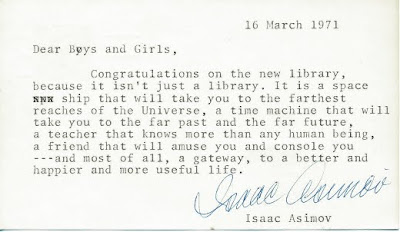 16 March 1971
Dear Boys and Girls,
Congratulations on the new library,
because it isn't just a library. It is a space
xxx ship that will take you to the farthest
reaches of the Universe, a time machine that will
take you to the far past and the far future,
a teacher that knows more than any human being,
a friend that will amuse you and console you
---and most of all, a gateway, to a better and
happier and more useful life.
Isaac Asimov
Isaac Asimov